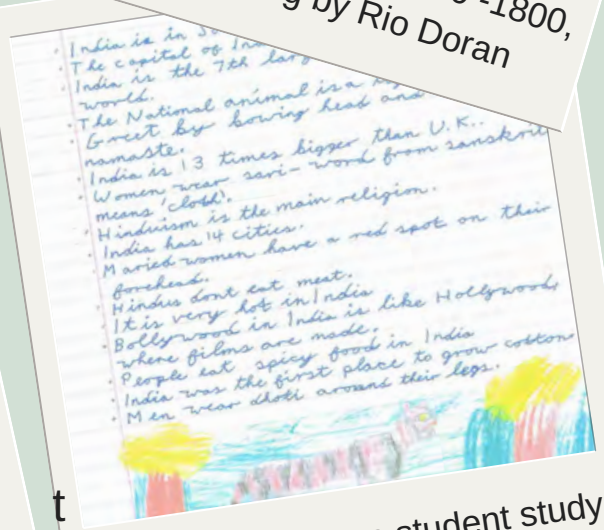 -1800,
by Rio Doran
India is in
The capital of
India is the 7th
world.
The National animal is a
Greet by bowing head and
namaste.
India is 13 times bigger than U.K..
Women wear sari - word from sanskrit
means 'cloth'.
Hinduism is the main religion.
India has 14 cities.
Maried women have a red spot on their
forehead.
Hindus dont eat meat.
It is very hot in India
Bollywood in India is like Hollywood,
where films are made.
People eat spicy food in India
India was the first place to grow cotton
Men wear dhoti around their legs.
t
student study